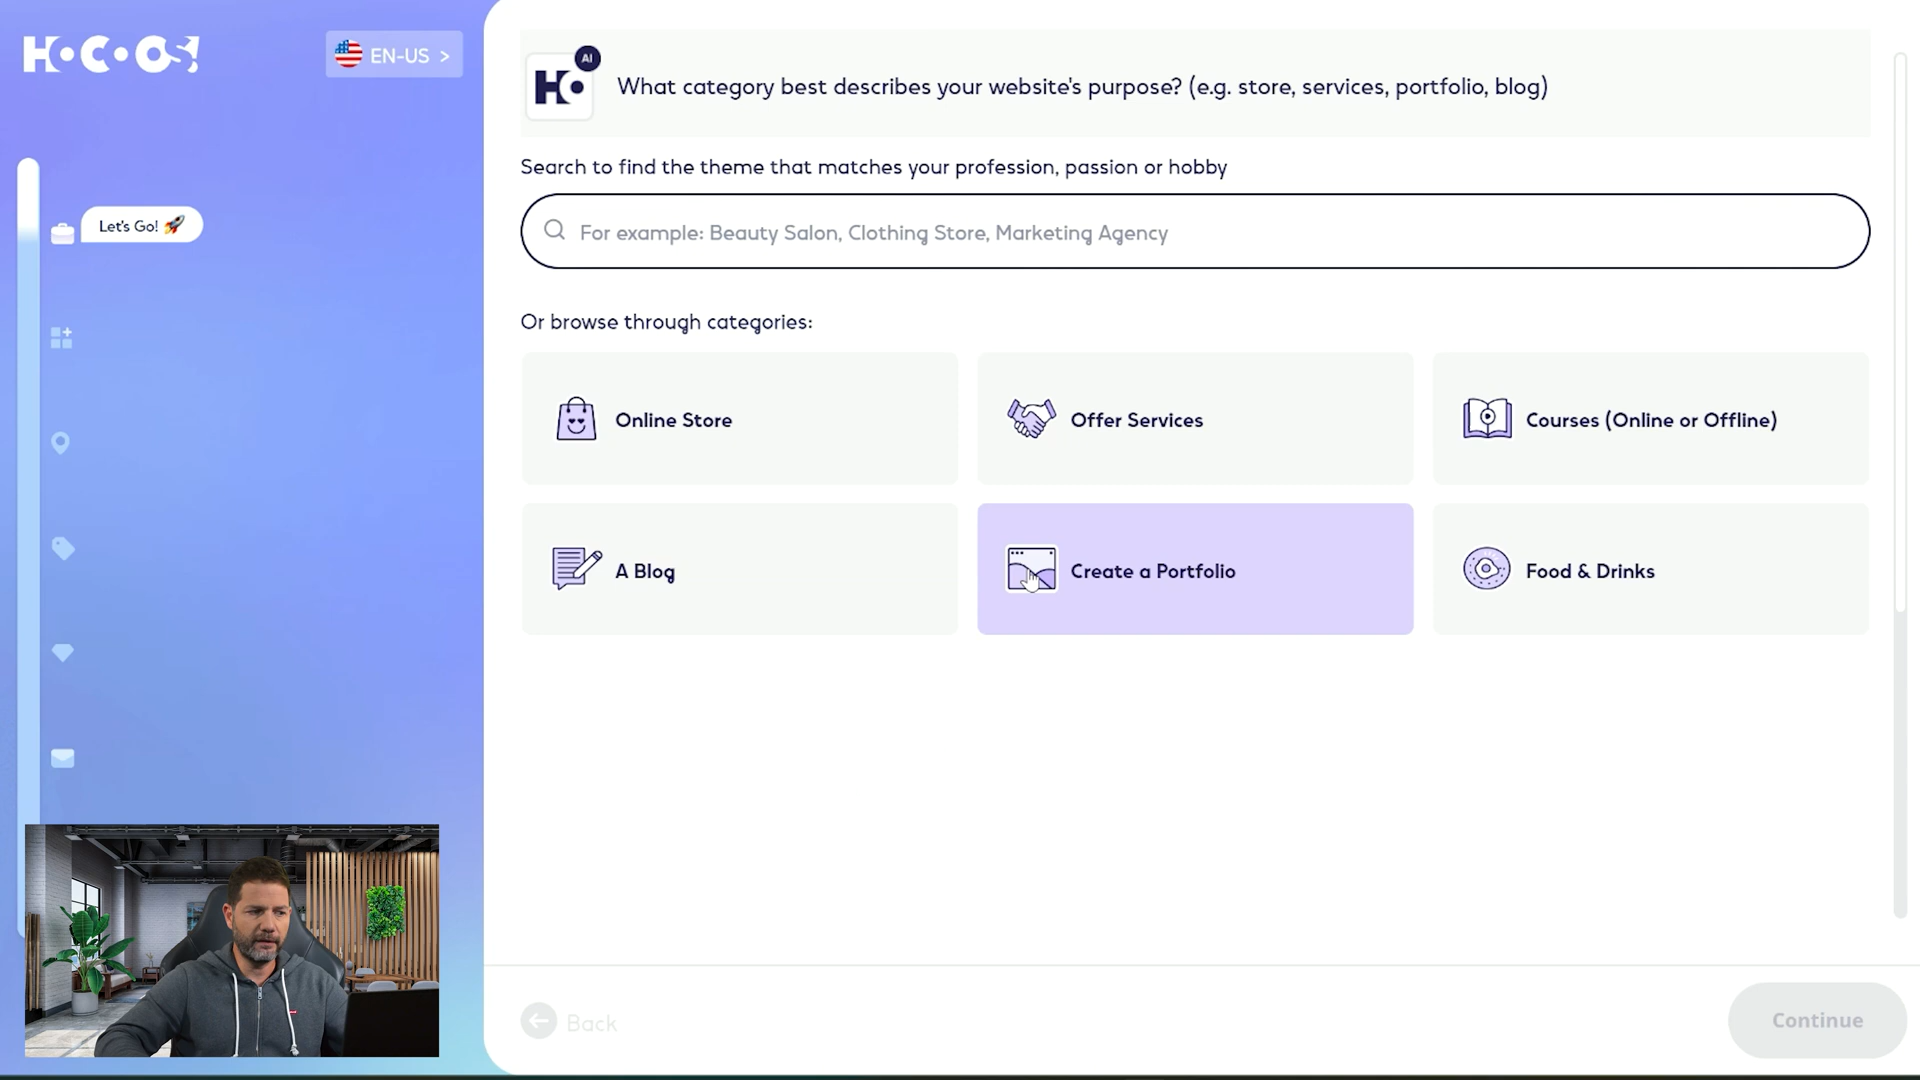 HOCOOS!
EN-US >
AI
HO
What category best describes your website's purpose? (e.g. store, services, portfolio, blog)
Search to find the theme that matches your profession, passion or hobby
Let's Go! 🚀
For example: Beauty Salon, Clothing Store, Marketing Agency
Or browse through categories:
Online Store
Offer Services
Courses (Online or Offline)
A Blog
Create a Portfolio
Food & Drinks
Back
Continue